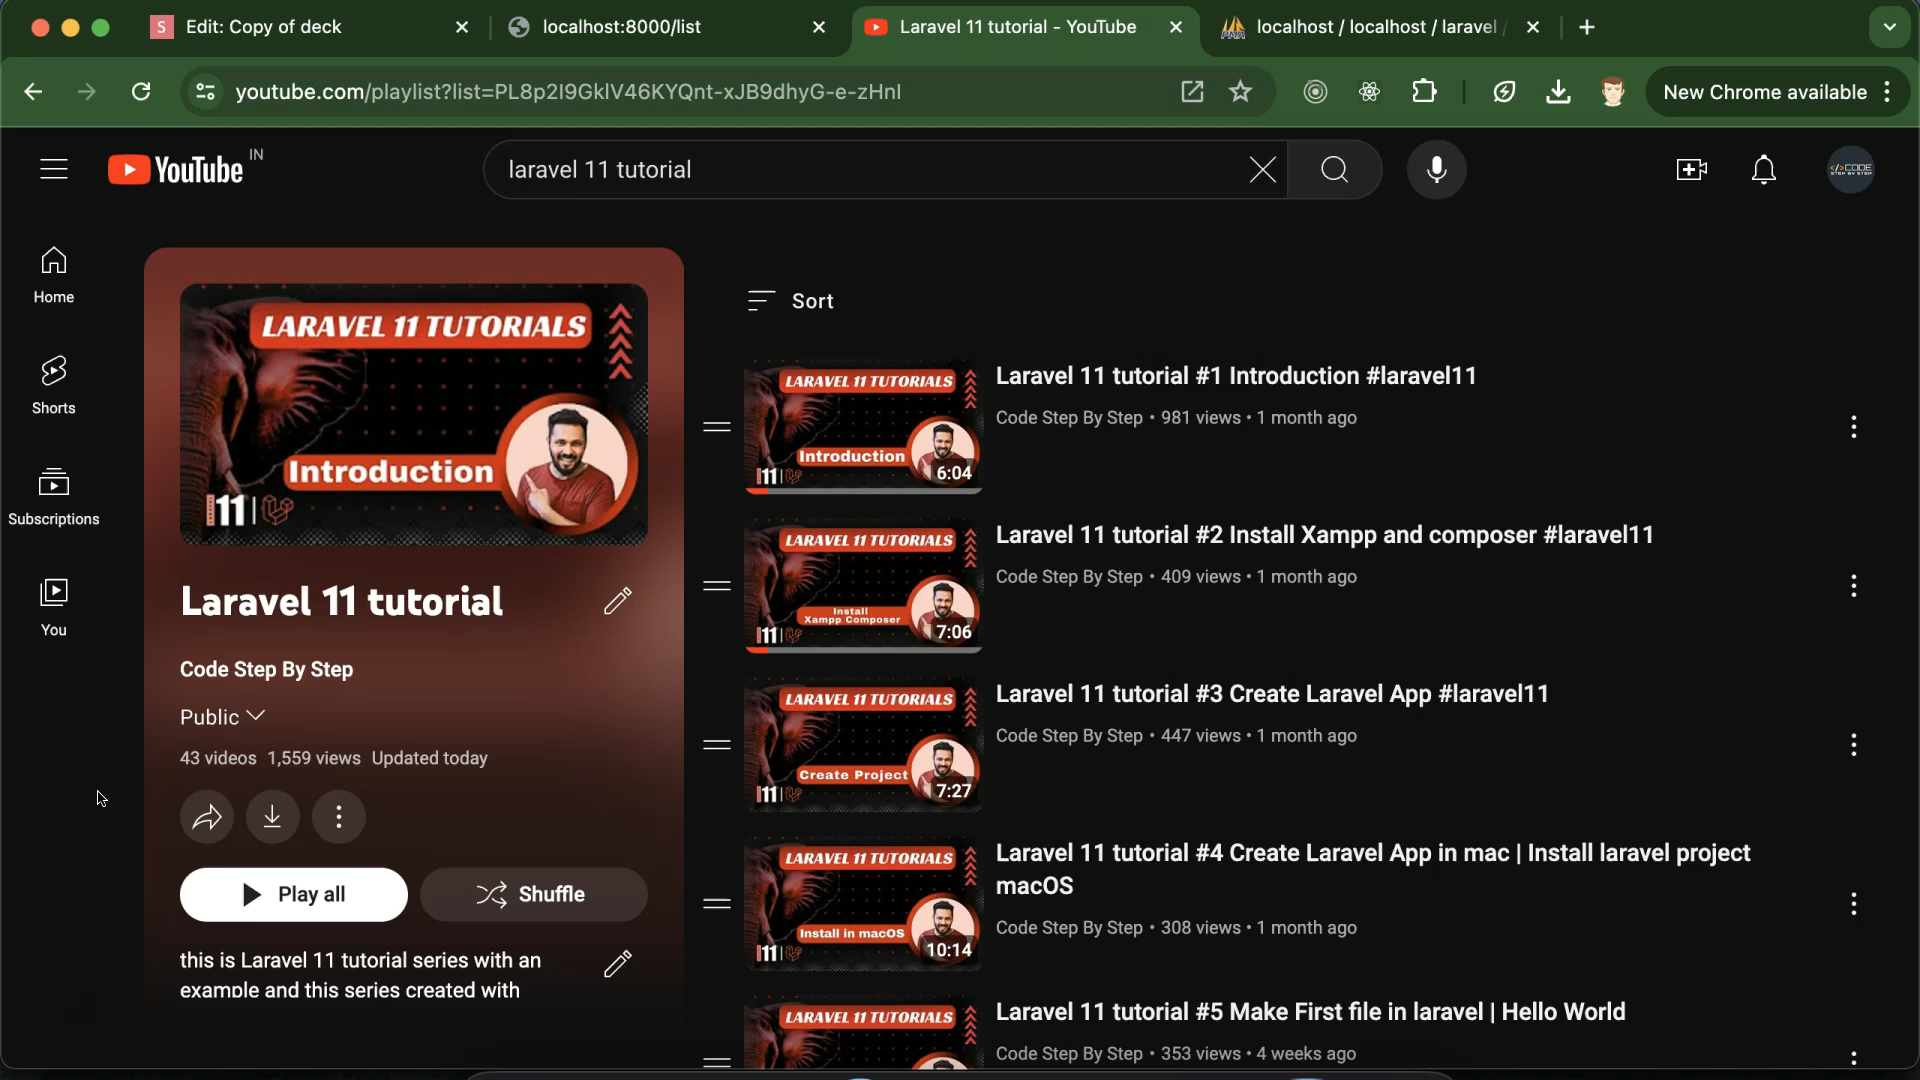 S Edit: Copy of deck
localhost:8000/list
Laravel 11 tutorial - YouTube
localhost / localhost / laravel /
youtube.com/playlist?list=PL8p2I9GklV46KYQnt-xJB9dhyG-e-zHnI
New Chrome available
YouTube IN
laravel 11 tutorial
</>CODE
STEP BY STEP
Home
Shorts
Subscriptions
You
LARAVEL 11 TUTORIALS
Introduction
11
Laravel 11 tutorial
Code Step By Step
Public
43 videos 1,559 views Updated today
Play all
Shuffle
this is Laravel 11 tutorial series with an
example and this series created with
Sort
LARAVEL 11 TUTORIALS
Introduction
11
6:04
Laravel 11 tutorial #1 Introduction #laravel11
Code Step By Step • 981 views • 1 month ago
LARAVEL 11 TUTORIALS
Install
Xampp Composer
11
7:06
Laravel 11 tutorial #2 Install Xampp and composer #laravel11
Code Step By Step • 409 views • 1 month ago
LARAVEL 11 TUTORIALS
Create Project
11
7:27
Laravel 11 tutorial #3 Create Laravel App #laravel11
Code Step By Step • 447 views • 1 month ago
LARAVEL 11 TUTORIALS
Install in macOS
11
10:14
Laravel 11 tutorial #4 Create Laravel App in mac | Install laravel project
macOS
Code Step By Step • 308 views • 1 month ago
LARAVEL 11 TUTORIALS
Laravel 11 tutorial #5 Make First file in laravel | Hello World
Code Step By Step • 353 views • 4 weeks ago